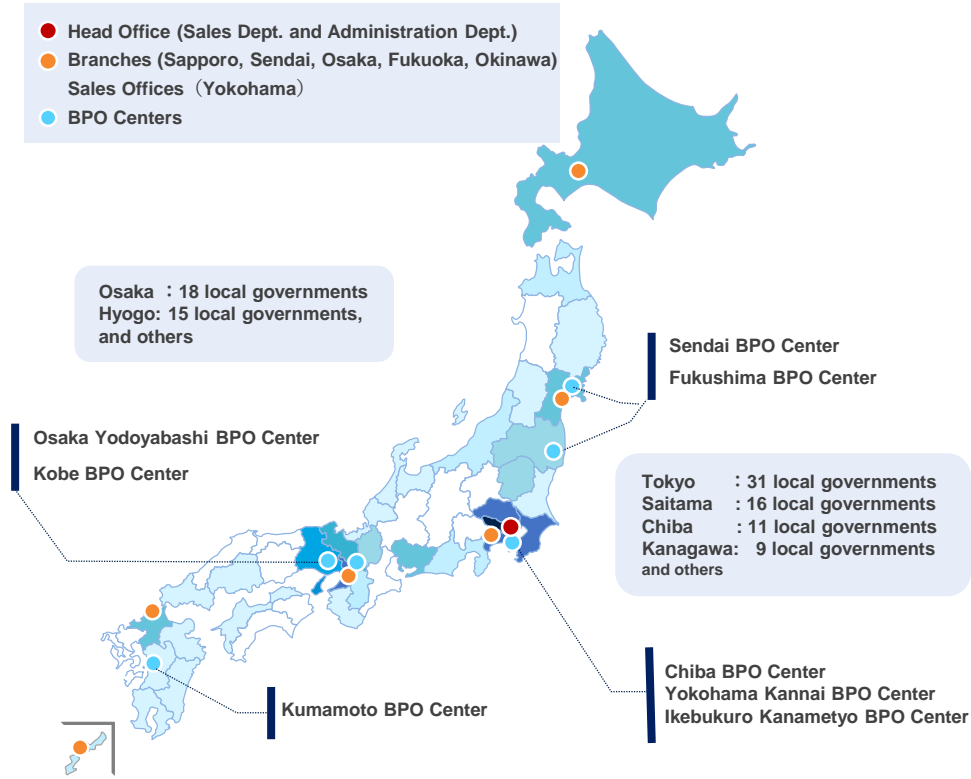 Head Office (Sales Dept. and Administration Dept.)
Branches (Sapporo, Sendai, Osaka, Fukuoka, Okinawa)
Sales Offices（Yokohama）
BPO Centers
Osaka ：18 local governments
Hyogo: 15 local governments,
and others
Sendai BPO Center
Fukushima BPO Center
Osaka Yodoyabashi BPO Center
Kobe BPO Center
Tokyo ：31 local governments
Saitama : 16 local governments
Chiba : 11 local governments
Kanagawa: 9 local governments
and others
Chiba BPO Center
Yokohama Kannai BPO Center
Ikebukuro Kanametyo BPO Center
Kumamoto BPO Center